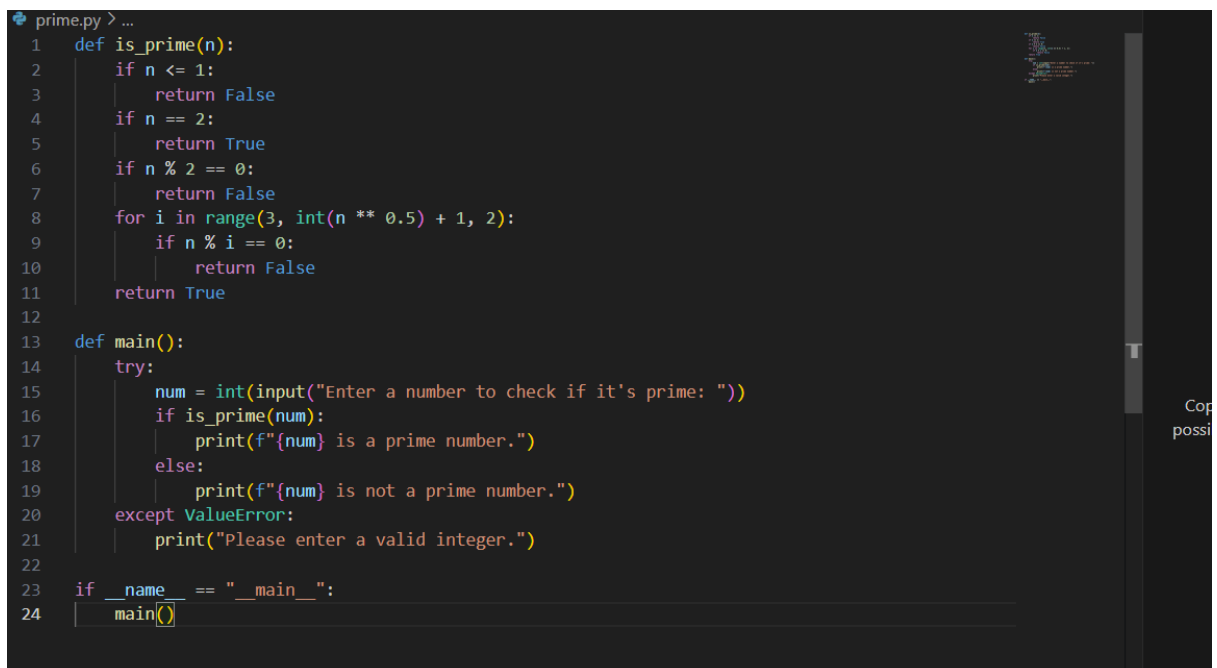 prime.py > ...
1 def is_prime(n):
2     if n <= 1:
3         return False
4     if n == 2:
5         return True
6     if n % 2 == 0:
7         return False
8     for i in range(3, int(n ** 0.5) + 1, 2):
9         if n % i == 0:
10             return False
11     return True
12
13 def main():
14     try:
15         num = int(input("Enter a number to check if it's prime: "))
16         if is_prime(num):
17             print(f"{num} is a prime number.")
18         else:
19             print(f"{num} is not a prime number.")
20     except ValueError:
21         print("Please enter a valid integer.")
22
23 if __name__ == "__main__":
24     main()
Cop
possi